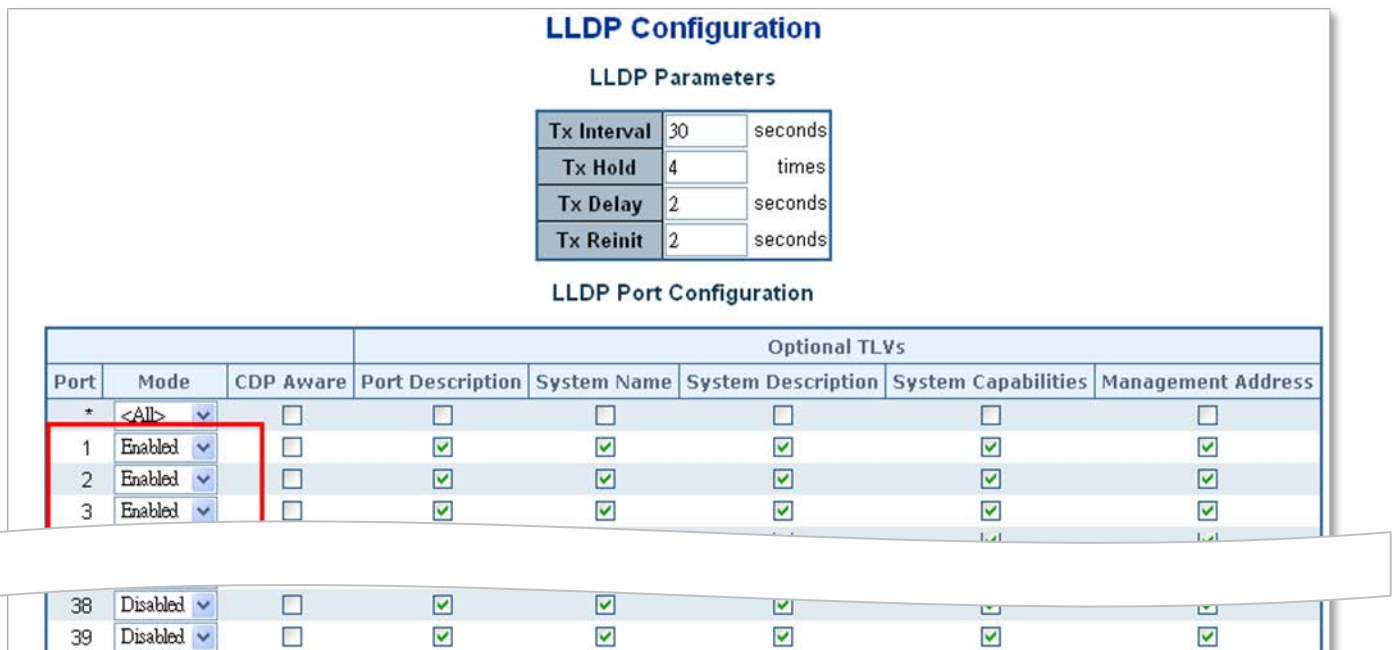 LLDP Configuration
LLDP Parameters
Tx Interval 30 seconds
Tx Hold 4 times
Tx Delay 2 seconds
Tx Reinit 2 seconds
LLDP Port Configuration
Optional TLVs
Port Mode CDP Aware Port Description System Name System Description System Capabilities Management Address
* <All>
1 Enabled
2 Enabled
3 Enabled
38 Disabled
39 Disabled